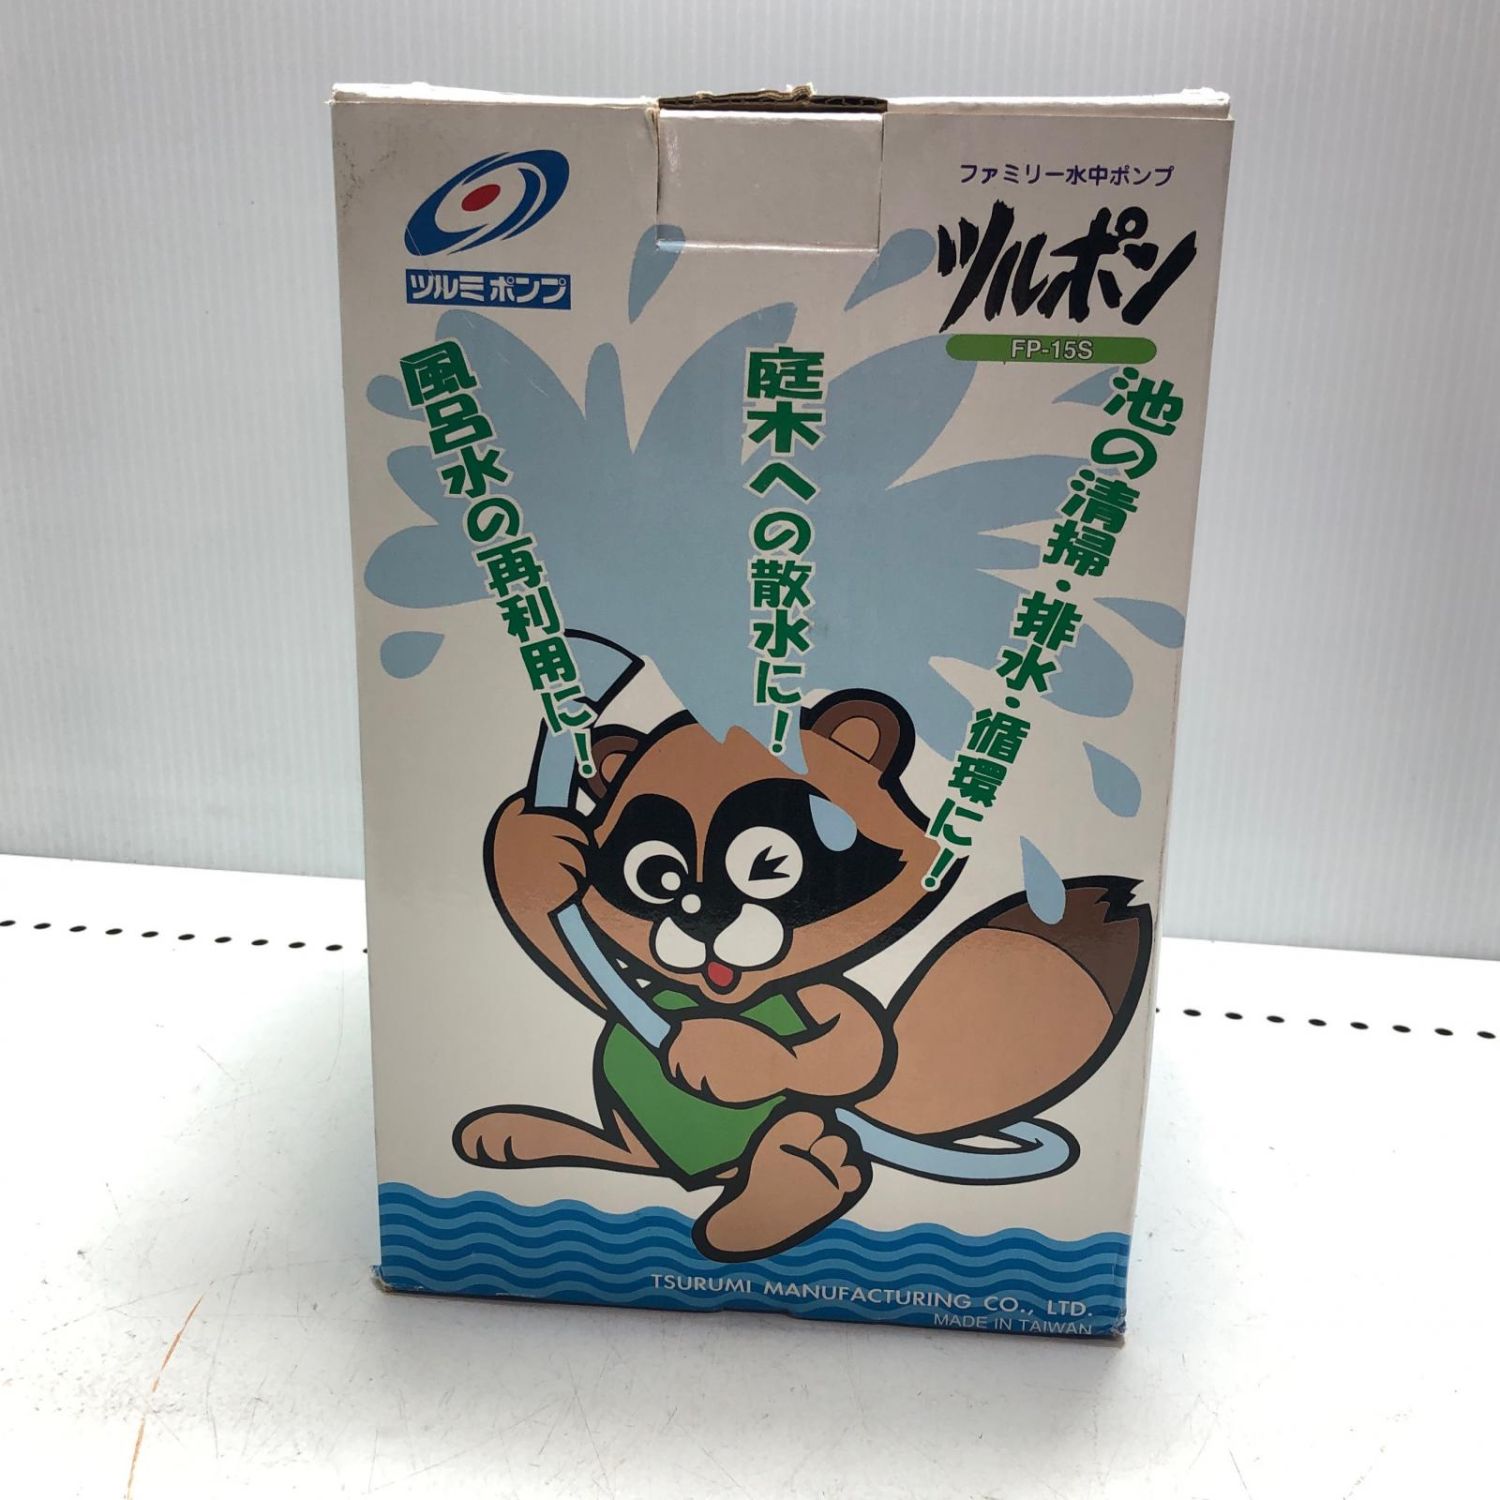 ツルミポンプ
ファミリー水中ポンプ
ツルポン
FP-15S
風呂水の再利用に!
庭木への散水に!
池の清掃・排水・循環に!
TSURUMI MANUFACTURING CO., LTD.
MADE IN TAIWAN